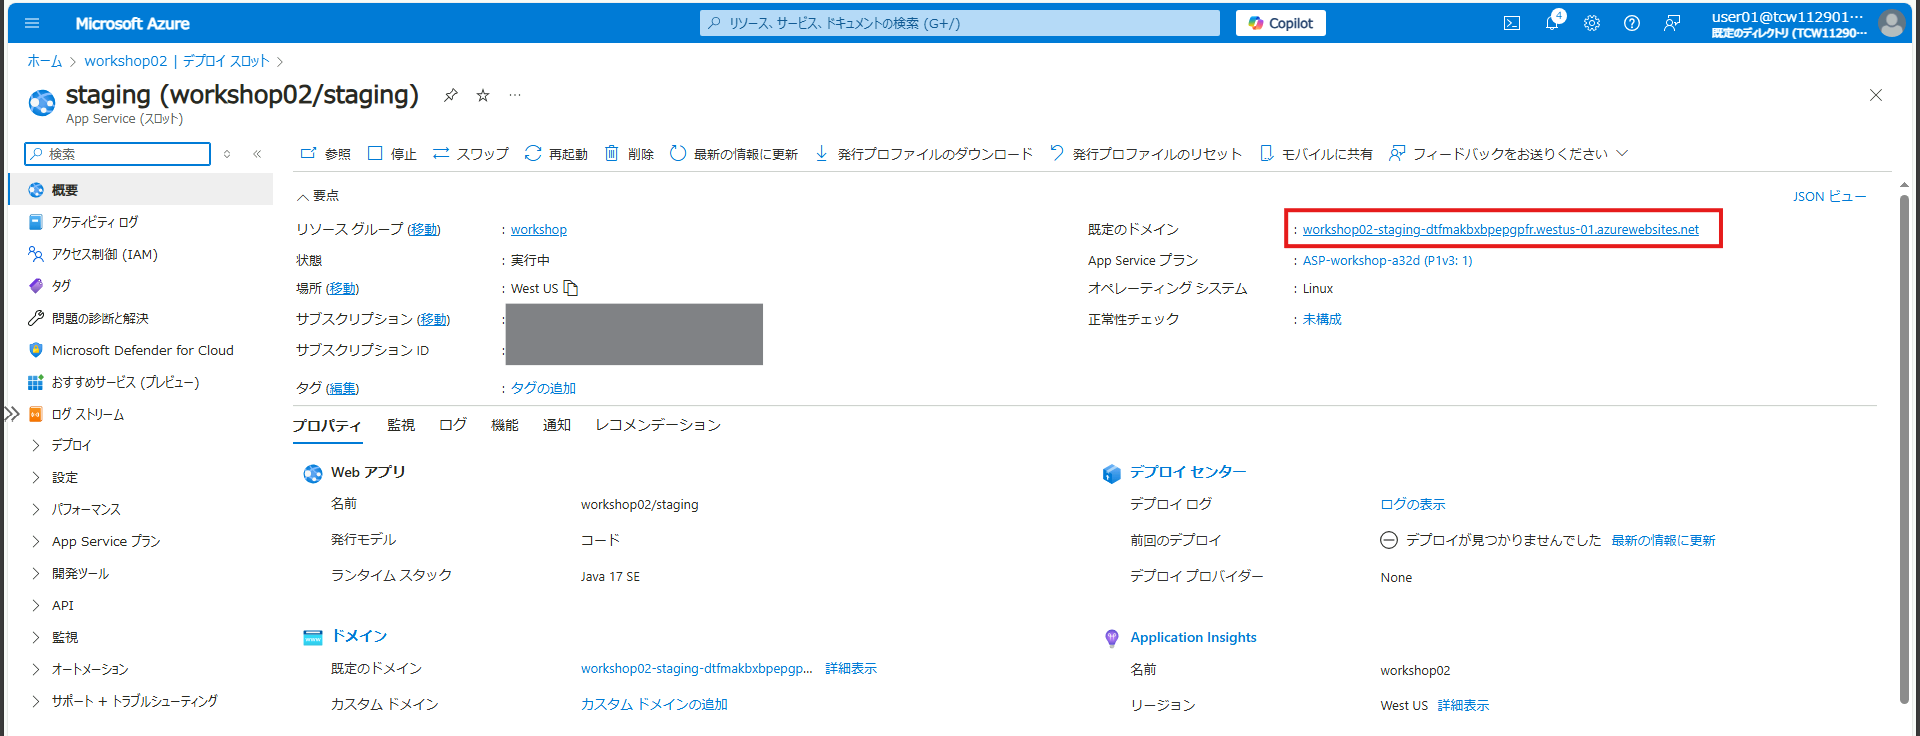 Microsoft Azure
リソース、サービス、ドキュメントの検索 (G+/)
Copilot
4
user01@tcw112901···
既定のディレクトリ (TCW11290···
ホーム > workshop02 | デプロイ スロット >
staging (workshop02/staging)
App Service (スロット)
検索
参照
停止
スワップ
再起動
削除
最新の情報に更新
発行プロファイルのダウンロード
発行プロファイルのリセット
モバイルに共有
フィードバックをお送りください
概要
アクティビティ ログ
アクセス制御 (IAM)
タグ
問題の診断と解決
Microsoft Defender for Cloud
おすすめサービス (プレビュー)
ログ ストリーム
デプロイ
設定
パフォーマンス
App Service プラン
開発ツール
API
監視
オートメーション
サポート + トラブルシューティング
要点
JSON ビュー
リソース グループ (移動) : workshop
状態 : 実行中
場所 (移動) : West US
サブスクリプション (移動) :
サブスクリプション ID :
タグ (編集) : タグの追加
既定のドメイン : workshop02-staging-dtfmakbxbpepgpfr.westus-01.azurewebsites.net
App Service プラン : ASP-workshop-a32d (P1v3: 1)
オペレーティング システム : Linux
正常性チェック : 未構成
プロパティ
監視
ログ
機能
通知
レコメンデーション
Web アプリ
名前 workshop02/staging
発行モデル コード
ランタイム スタック Java 17 SE
ドメイン
既定のドメイン workshop02-staging-dtfmakbxbpepgp... 詳細表示
カスタム ドメイン カスタム ドメインの追加
デプロイ センター
デプロイ ログ ログの表示
前回のデプロイ デプロイが見つかりませんでした 最新の情報に更新
デプロイ プロバイダー None
Application Insights
名前 workshop02
リージョン West US 詳細表示